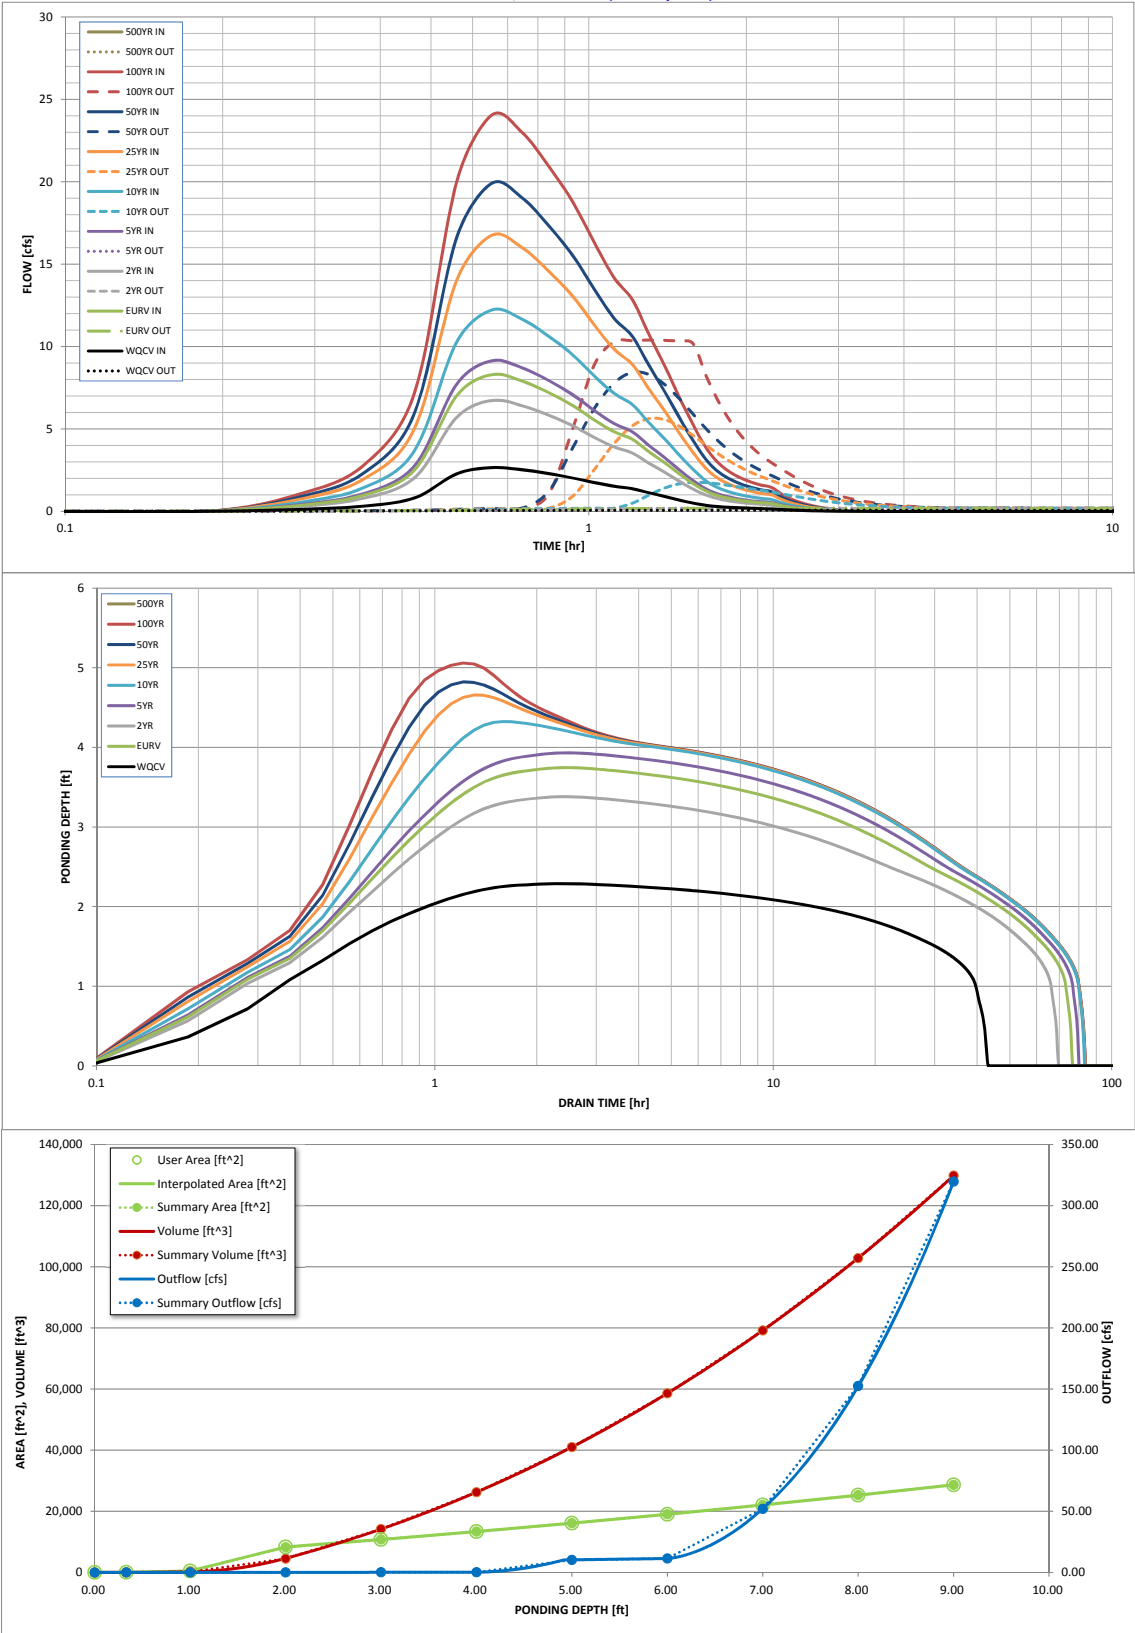 30
25
20
15
10
5
0
FLOW [cfs]
500YR IN
500YR OUT
100YR IN
100YR OUT
50YR IN
50YR OUT
25YR IN
25YR OUT
10YR IN
10YR OUT
5YR IN
5YR OUT
2YR IN
2YR OUT
EURV IN
EURV OUT
WQCV IN
WQCV OUT
0.1
1
10
TIME [hr]
6
5
4
3
2
1
0
PONDING DEPTH [ft]
500YR
100YR
50YR
25YR
10YR
5YR
2YR
EURV
WQCV
0.1
1
10
100
DRAIN TIME [hr]
140,000
120,000
100,000
80,000
60,000
40,000
20,000
0
AREA [ft^2], VOLUME [ft^3]
User Area [ft^2]
Interpolated Area [ft^2]
Summary Area [ft^2]
Volume [ft^3]
Summary Volume [ft^3]
Outflow [cfs]
Summary Outflow [cfs]
350.00
300.00
250.00
200.00
150.00
100.00
50.00
0.00
OUTFLOW [cfs]
0.00
1.00
2.00
3.00
4.00
5.00
6.00
7.00
8.00
9.00
10.00
PONDING DEPTH [ft]